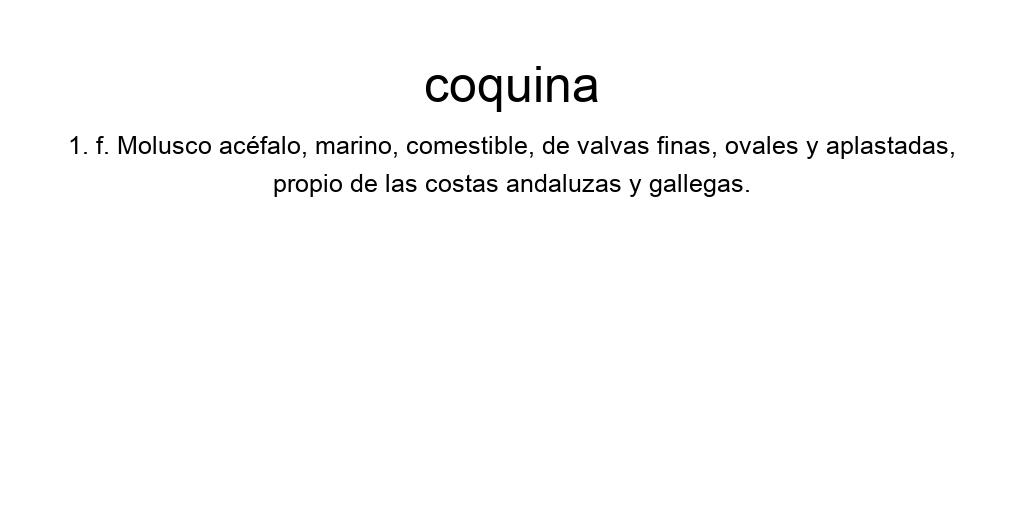 coquina
1. f. Molusco acéfalo, marino, comestible, de valvas finas, ovales y aplastadas,
propio de las costas andaluzas y gallegas.